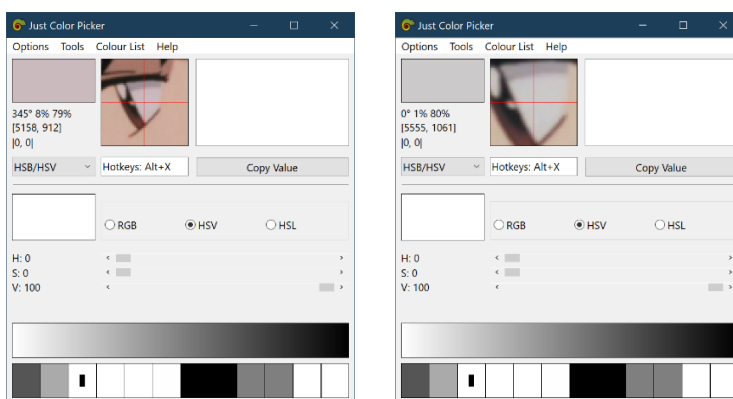 Just Color Picker
Options Tools Colour List Help
345° 8% 79%
[5158, 912]
|0, 0|
HSB/HSV Hotkeys: Alt+X Copy Value
RGB HSV HSL
H: 0
S: 0
V: 100
Just Color Picker
Options Tools Colour List Help
0° 1% 80%
[5555, 1061]
|0, 0|
HSB/HSV Hotkeys: Alt+X Copy Value
RGB HSV HSL
H: 0
S: 0
V: 100